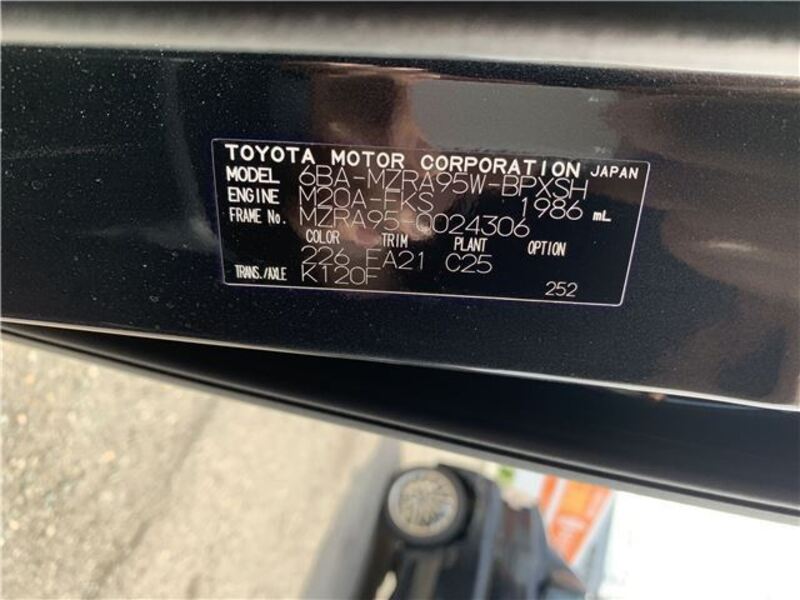 TOYOTA MOTOR CORPORATION JAPAN
MODEL 6BA-MZRA95W-BPXSH
ENGINE M20A-FKS 1986 mL
FRAME No. MZRA95-0024306
COLOR TRIM PLANT OPTION
226 FA21 C25
TRANS./AXLE K120F
252